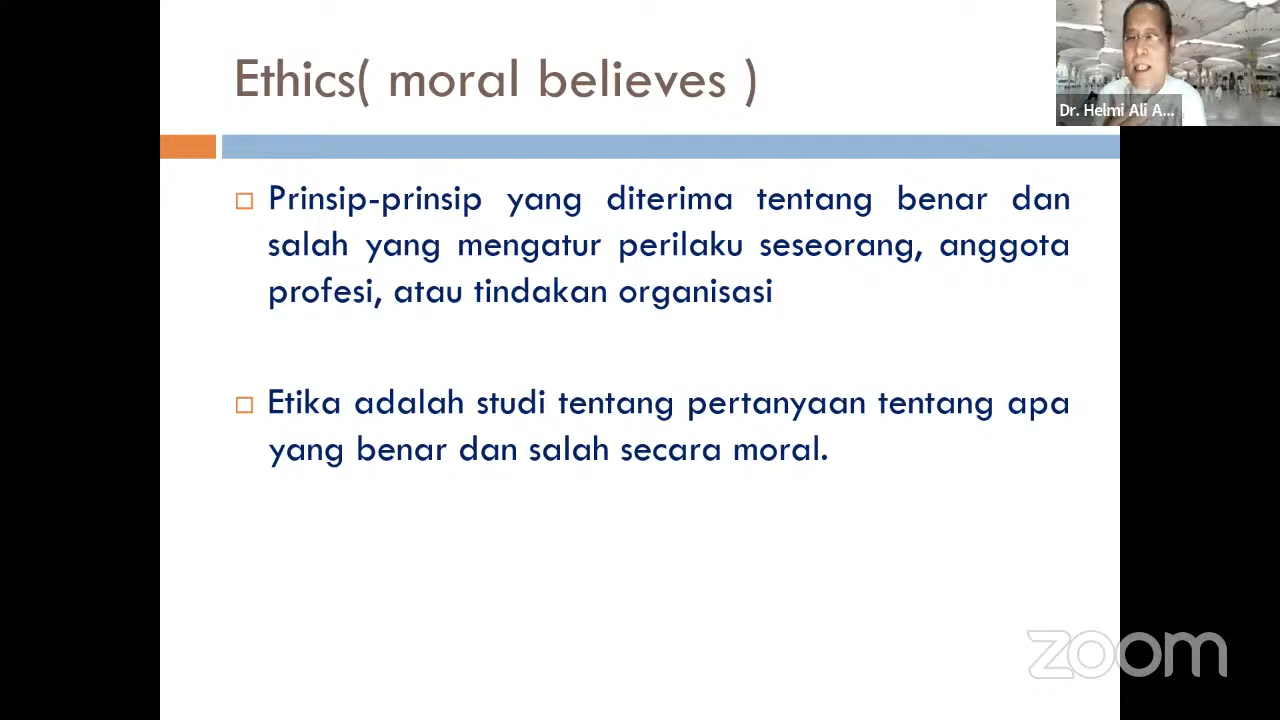 Ethics( moral believes )
Dr. Helmi Ali A...
Prinsip-prinsip yang diterima tentang benar dan
salah yang mengatur perilaku seseorang, anggota
profesi, atau tindakan organisasi
Etika adalah studi tentang pertanyaan tentang apa
yang benar dan salah secara moral.
zoom